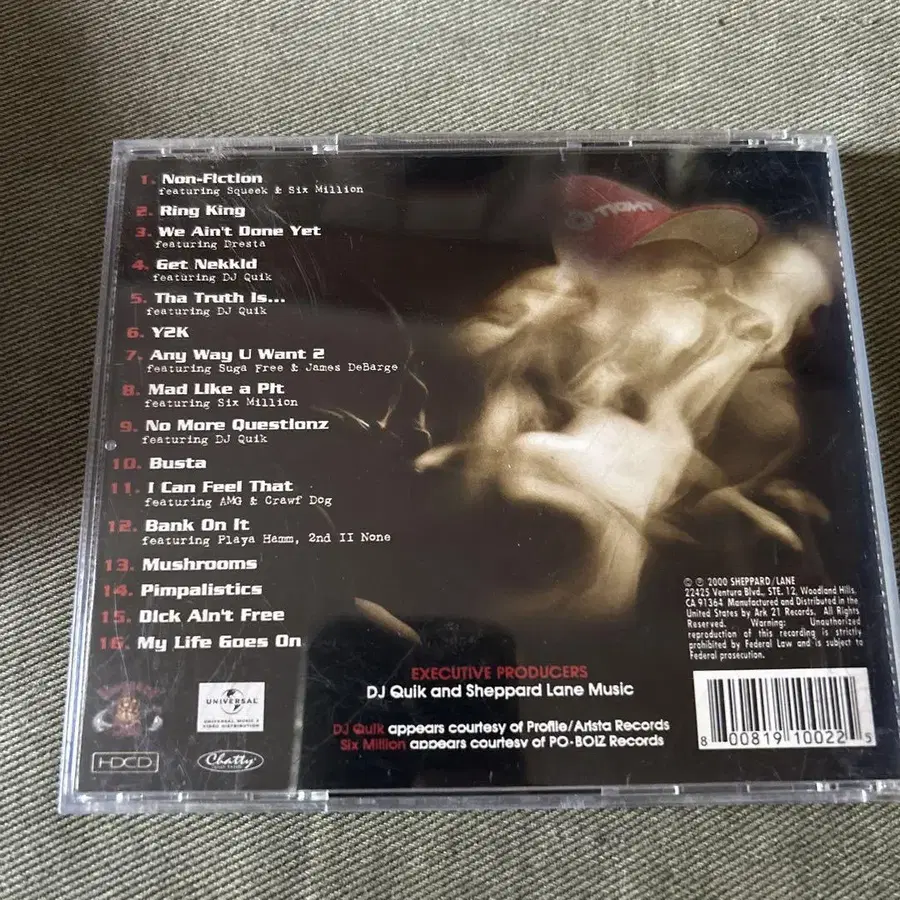 1. Non-Fiction
featuring Squeek & Six Million
2. Ring King
3. We Ain't Done Yet
featuring Dresta
4. Get Nekkid
featuring DJ Quik
5. Tha Truth Is...
featuring DJ Quik
6. Y2K
7. Any Way U Want 2
featuring Suga Free & James DeBarge
8. Mad Like a Pit
featuring Six Million
9. No More Questionz
featuring DJ Quik
10. Busta
11. I Can Feel That
featuring AMG & Crawf Dog
12. Bank On It
featuring Playa Hamm, 2nd II None
13. Mushrooms
14. Pimpalistics
15. Dick Ain't Free
16. My Life Goes On
TIGHT
© ℗ 2000 SHEPPARD/LANE
22425 Ventura Blvd., STE. 12, Woodland Hills,
CA 91364 Manufactured and Distributed in the
United States by Ark 21 Records. All Rights
Reserved. Warning: Unauthorized
reproduction of this recording is strictly
prohibited by Federal Law and is subject to
Federal prosecution.
EXECUTIVE PRODUCERS
DJ Quik and Sheppard Lane Music
DJ Quik appears courtesy of Profile/Arista Records
Six Million appears courtesy of PO-BOIZ Records
UNIVERSAL
UNIVERSAL MUSIC & VIDEO DISTRIBUTION
HDCD
Chatty
8 00819 10022 5